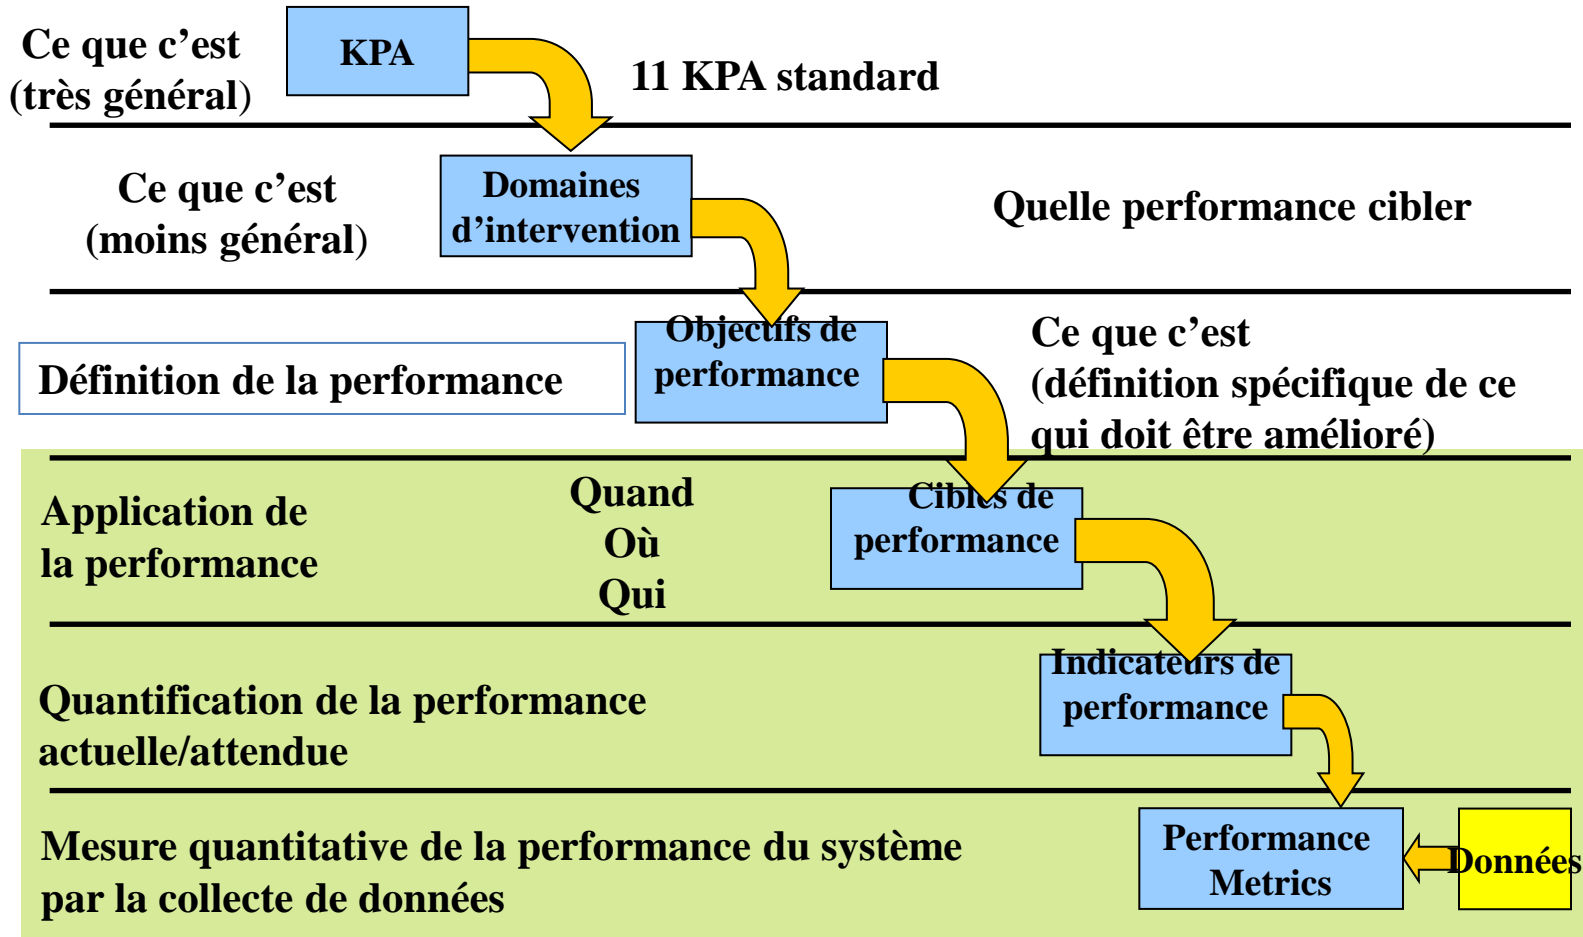 Ce que c’est
(très général)
KPA
11 KPA standard
Ce que c’est
(moins général)
Domaines
d’intervention
Quelle performance cibler
Définition de la performance
Objectifs de
performance
Ce que c’est
(définition spécifique de ce
qui doit être amélioré)
Application de
la performance
Quand
Où
Qui
Cibles de
performance
Quantification de la performance
actuelle/attendue
Indicateurs de
performance
Mesure quantitative de la performance du système
par la collecte de données
Performance
Metrics
Données